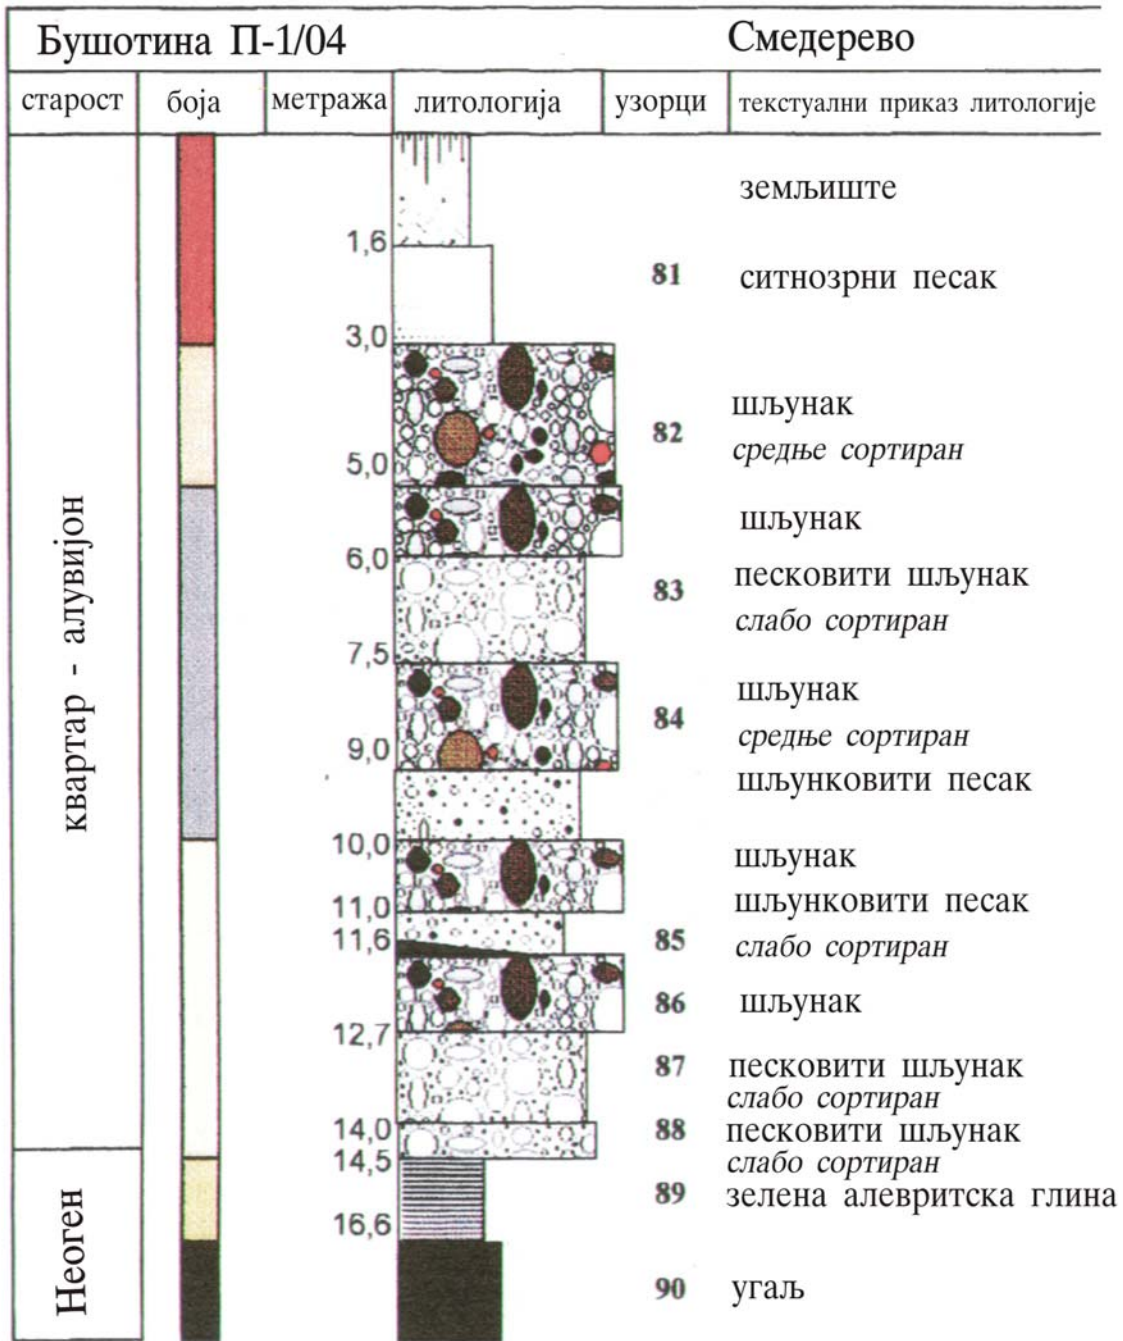 Бушотина П-1/04 Смедерево
старост боја метража литологија узорци текстуални приказ литологије
земљиште
1,6
81 ситнозрни песак
3,0
шљунак
82
средње сортиран
5,0
шљунак
6,0
83 песковити шљунак
слабо сортиран
7,5
шљунак
84
средње сортиран
9,0
шљунковити песак
10,0
шљунак
11,0
шљунковити песак
11,6
85 слабо сортиран
86 шљунак
12,7
87 песковити шљунак
слабо сортиран
14,0
88 песковити шљунак
слабо сортиран
14,5
89 зелена алевритска глина
16,6
90 угаљ
квартар - алувијон
Неоген